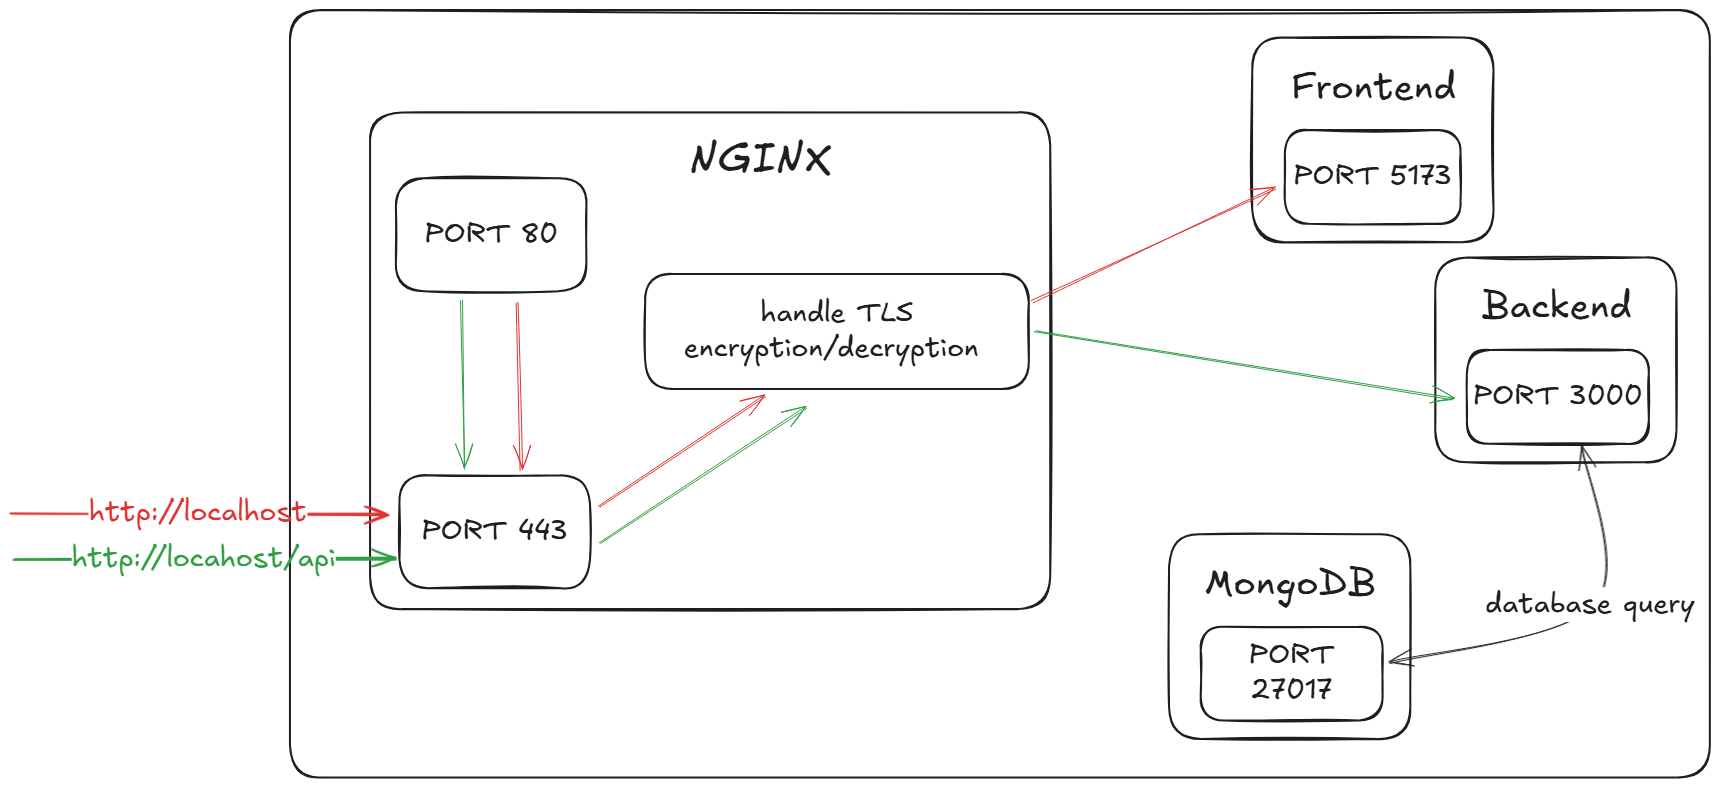 NGINX
PORT 80
handle TLS
encryption/decryption
PORT 443
http://localhost
http://locahost/api
Frontend
PORT 5173
Backend
PORT 3000
MongoDB
PORT
27017
database query